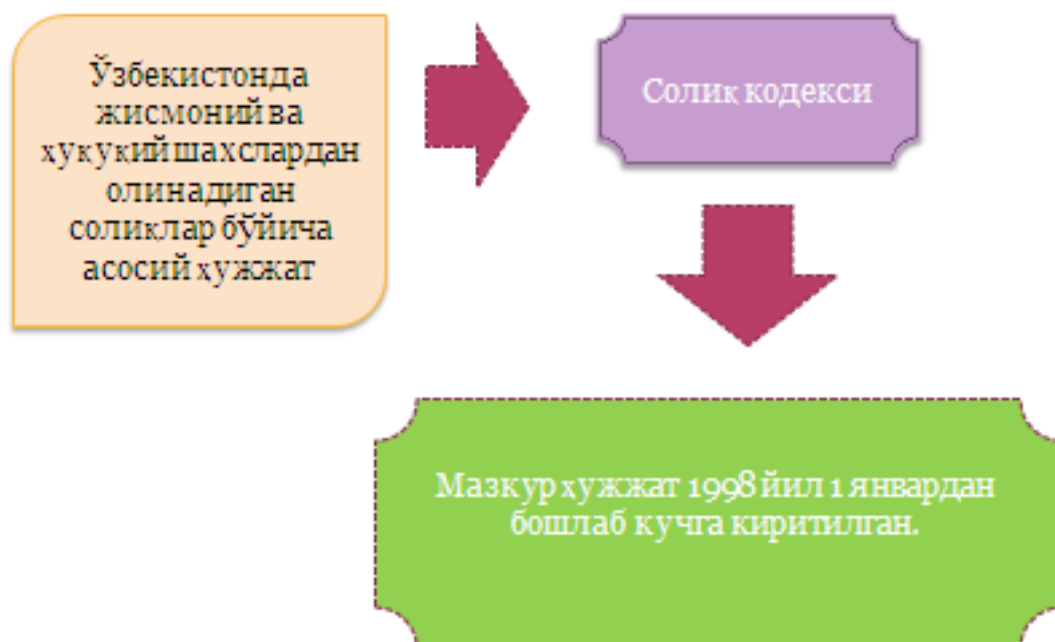 Ўзбекистонда
жисмоний ва
ҳуқуқий шахслардан
олинадиган
солиқлар бўйича
асосий ҳужжат
Солиқ кодекси
Мазкур ҳужжат 1998 йил 1 январдан
бошлаб кучга киритилган.